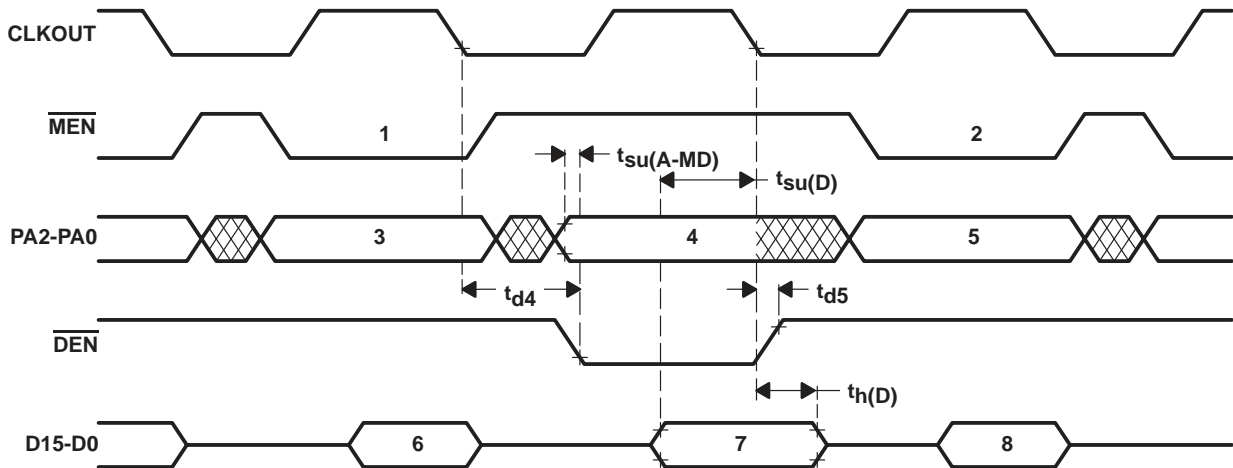 CLKOUT
MEN
1
2
tsu(A-MD)
tsu(D)
PA2-PA0
3
4
5
td4
td5
DEN
th(D)
D15-D0
6
7
8